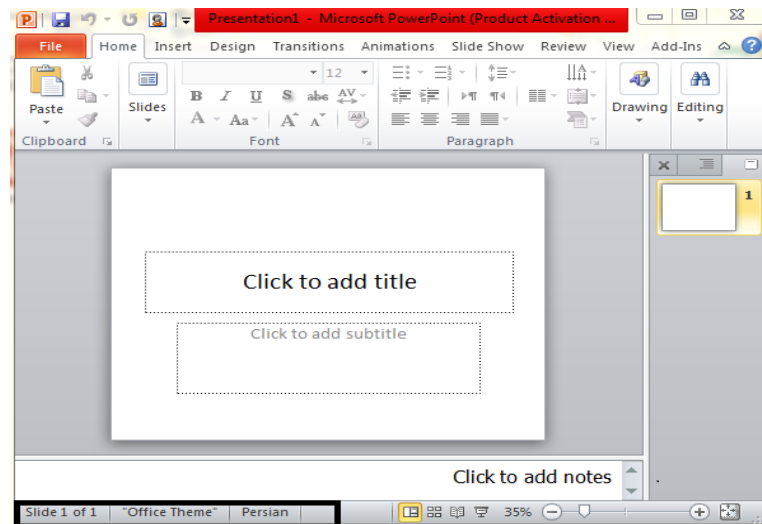 Presentation1 - Microsoft PowerPoint (Product Activation ...
File Home Insert Design Transitions Animations Slide Show Review View Add-Ins
12
B I U S abc AV
A Aa A A AB
Paste Slides Drawing Editing
Clipboard Font Paragraph
1
Click to add title
Click to add subtitle
Click to add notes
Slide 1 of 1 "Office Theme" Persian 35%